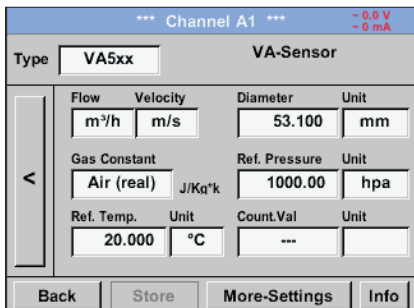 *** Channel A1 ***
~ 0.0 V
~ 0 mA
Type VA5xx VA-Sensor
Flow Velocity Diameter Unit
m³/h m/s 53.100 mm
Gas Constant Ref. Pressure Unit
< Air (real) J/Kg*k 1000.00 hpa
Ref. Temp. Unit Count.Val Unit
20.000 °C ---
Back Store More-Settings Info